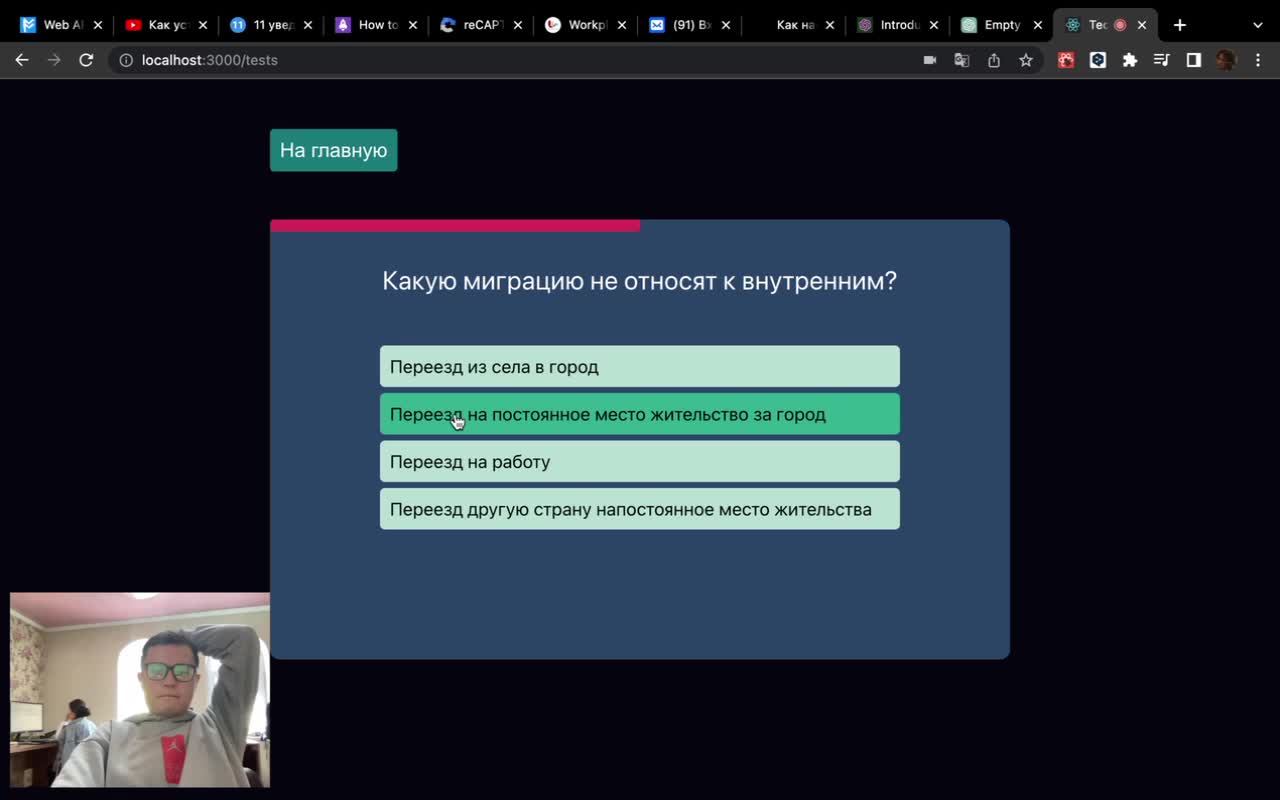 Web A
Как ус
11 увед
How to
reCAPT
Workpl
(91) Вх
Как на
Introdu
Empty
Tec
localhost:3000/tests
На главную
Какую миграцию не относят к внутренним?
Переезд из села в город
Переезд на постоянное место жительство за город
Переезд на работу
Переезд другую страну напостоянное место жительства